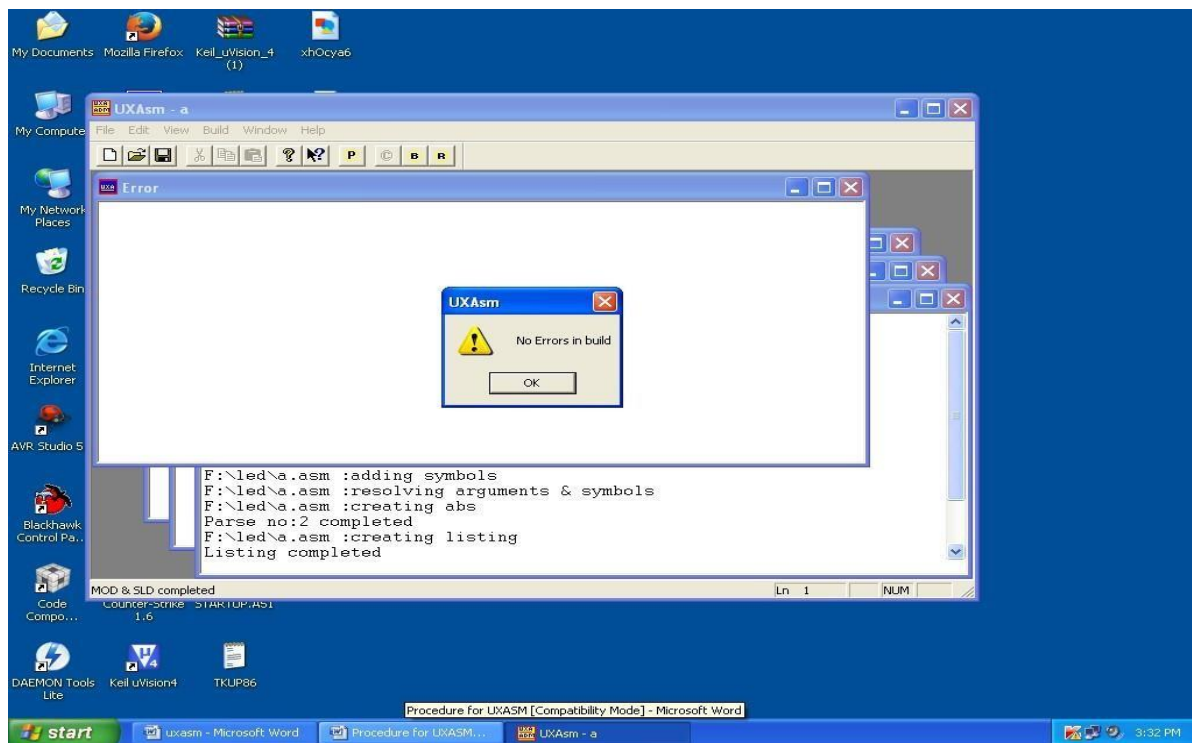 My Documents
Mozilla Firefox
Keil_uVision_4
(1)
xhOcya6
My Compute
My Network
Places
Recycle Bin
Internet
Explorer
AVR Studio 5
Blackhawk
Control Pa..
Code
Compo...
Counter-Strike
1.6
STARTUP.A51
DAEMON Tools
Lite
Keil uVision4
TKUP86
UXAsm - a
File Edit View Build Window Help
P © B R
Error
UXAsm
No Errors in build
OK
F:\led\a.asm :adding symbols
F:\led\a.asm :resolving arguments & symbols
F:\led\a.asm :creating abs
Parse no:2 completed
F:\led\a.asm :creating listing
Listing completed
MOD & SLD completed
Ln 1
NUM
Procedure for UXASM [Compatibility Mode] - Microsoft Word
start
uxasm - Microsoft Word
Procedure for UXASM...
UXAsm - a
3:32 PM